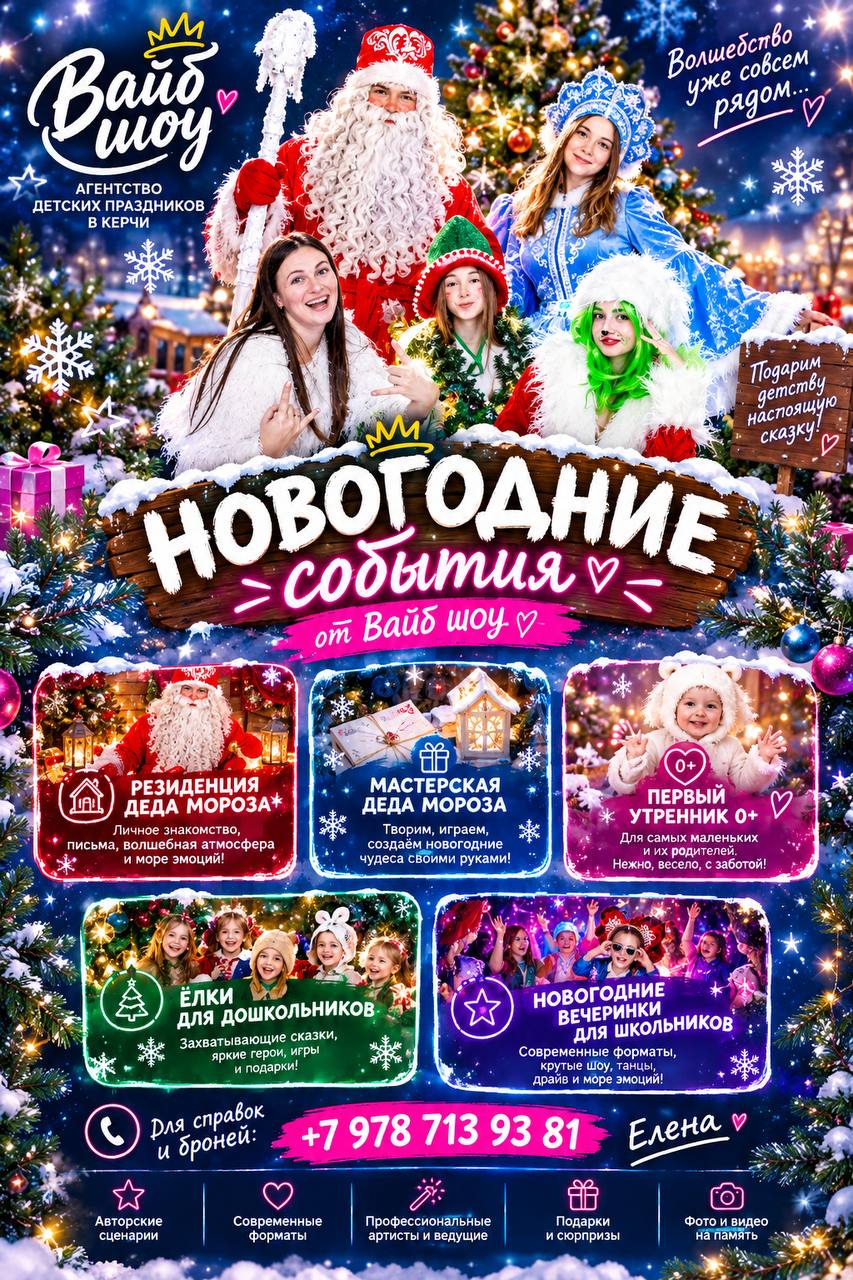 Вайб
шоу
АГЕНТСТВО
ДЕТСКИХ ПРАЗДНИКОВ
В КЕРЧИ
Волшебство
уже совсем
рядом...
Подарим
детству
настоящую
сказку!
НОВОГОДНИЕ
события
от Вайб шоу
РЕЗИДЕНЦИЯ
ДЕДА МОРОЗА
Личное знакомство,
письма, волшебная атмосфера
и море эмоций!
МАСТЕРСКАЯ
ДЕДА МОРОЗА
Творим, играем,
создаём новогодние
чудеса своими руками!
0+
ПЕРВЫЙ
УТРЕННИК 0+
Для самых маленьких
и их родителей.
Нежно, весело, с заботой!
ЁЛКИ
ДЛЯ ДОШКОЛЬНИКОВ
Захватывающие сказки,
яркие герои, игры
и подарки!
НОВОГОДНИЕ
ВЕЧЕРИНКИ
ДЛЯ ШКОЛЬНИКОВ
Современные форматы,
крутые шоу, танцы,
драйв и море эмоций!
Для справок
и броней:
+7 978 713 93 81
Елена
Авторские
сценарии
Современные
форматы
Профессиональные
артисты и ведущие
Подарки
и сюрпризы
Фото и видео
на память